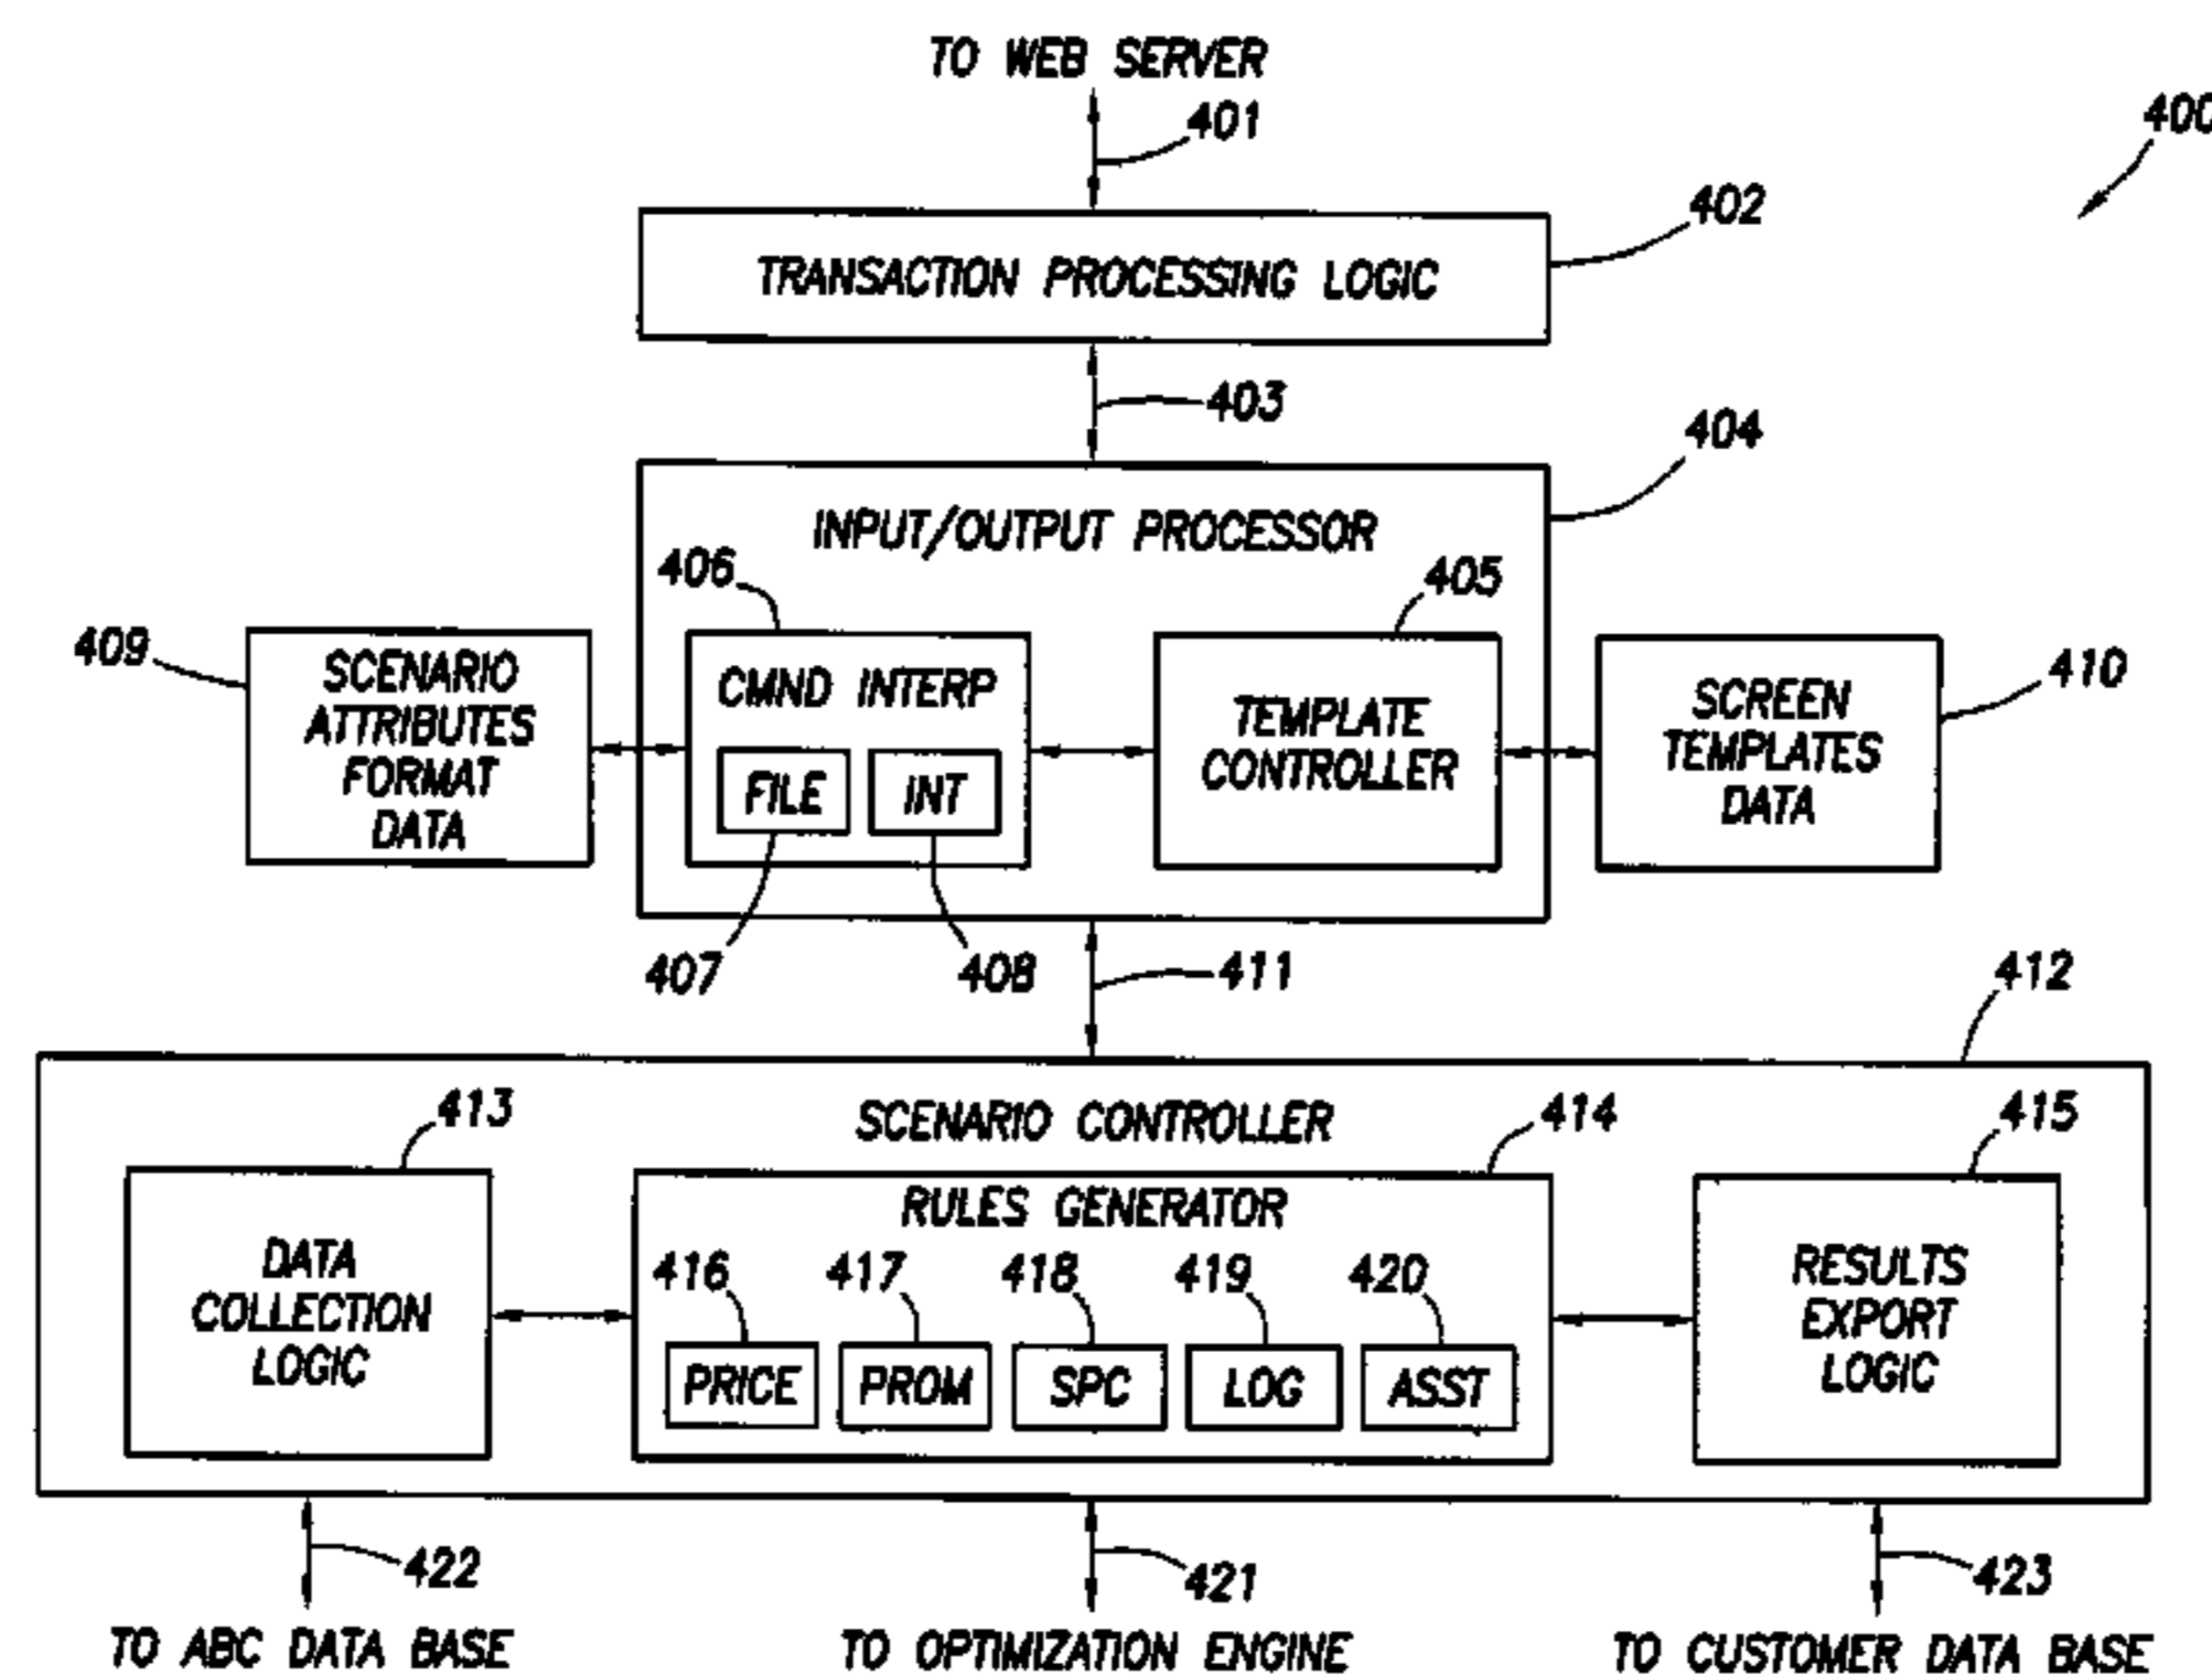 TO WEB SERVER
401
400
402
TRANSACTION PROCESSING LOGIC
403
404
INPUT/OUTPUT PROCESSOR
406
405
409
SCENARIO
ATTRIBUTES
FORMAT
DATA
CMND INTERP
FILE
INT
TEMPLATE
CONTROLLER
SCREEN
TEMPLATES
DATA
410
407
408
411
412
SCENARIO CONTROLLER
413
414
415
DATA
COLLECTION
LOGIC
RULES GENERATOR
416
417
418
419
420
PRICE
PROM
SPC
LOG
ASST
RESULTS
EXPORT
LOGIC
422
421
423
TO ABC DATA BASE
TO OPTIMIZATION ENGINE
TO CUSTOMER DATA BASE